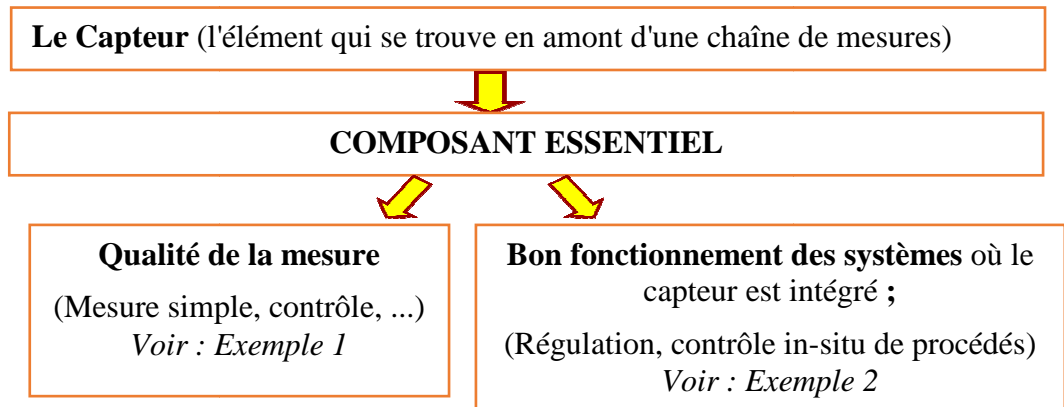 Le Capteur (l'élément qui se trouve en amont d'une chaîne de mesures)
COMPOSANT ESSENTIEL
Qualité de la mesure
(Mesure simple, contrôle, ...)
Voir : Exemple 1
Bon fonctionnement des systèmes où le
capteur est intégré ;
(Régulation, contrôle in-situ de procédés)
Voir : Exemple 2